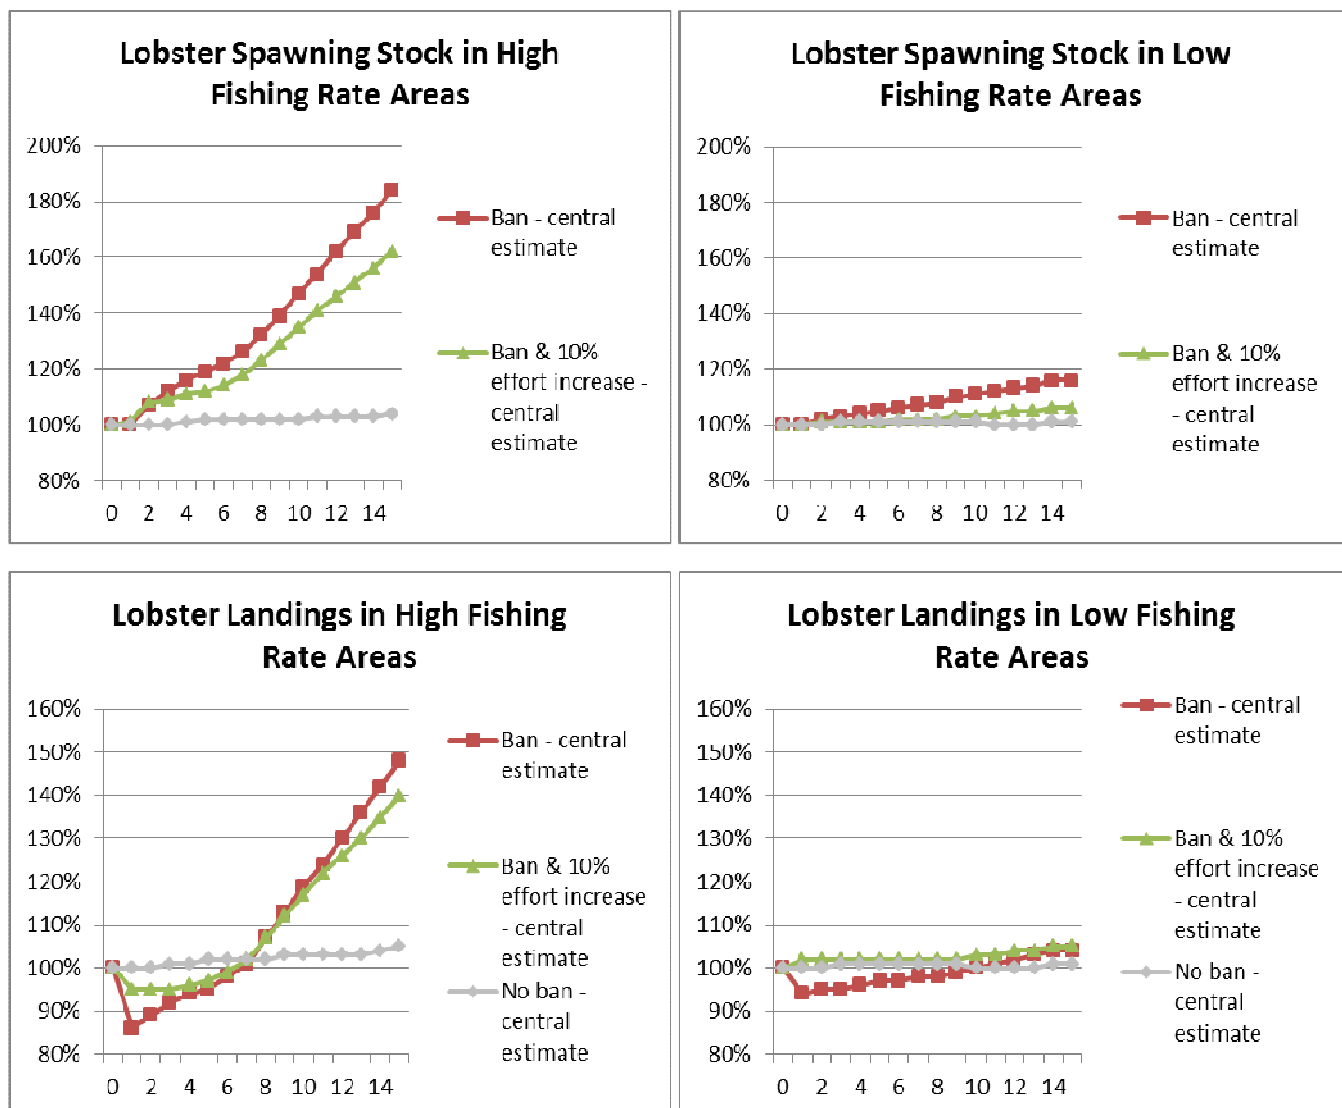 Lobster Spawning Stock in High
Fishing Rate Areas
200%
180%
160%
140%
120%
100%
80%
0 2 4 6 8 10 12 14
Ban - central
estimate
Ban & 10%
effort increase -
central
estimate
Lobster Spawning Stock in Low
Fishing Rate Areas
200%
180%
160%
140%
120%
100%
80%
0 2 4 6 8 10 12 14
Ban - central
estimate
Ban & 10%
effort increase
- central
estimate
Lobster Landings in High Fishing
Rate Areas
160%
150%
140%
130%
120%
110%
100%
90%
80%
0 2 4 6 8 10 12 14
Ban - central
estimate
Ban & 10%
effort increase
- central
estimate
No ban -
central
estimate
Lobster Landings in Low Fishing
Rate Areas
160%
150%
140%
130%
120%
110%
100%
90%
80%
0 2 4 6 8 10 12 14
Ban - central
estimate
Ban & 10%
effort increase
- central
estimate
No ban -
central
estimate